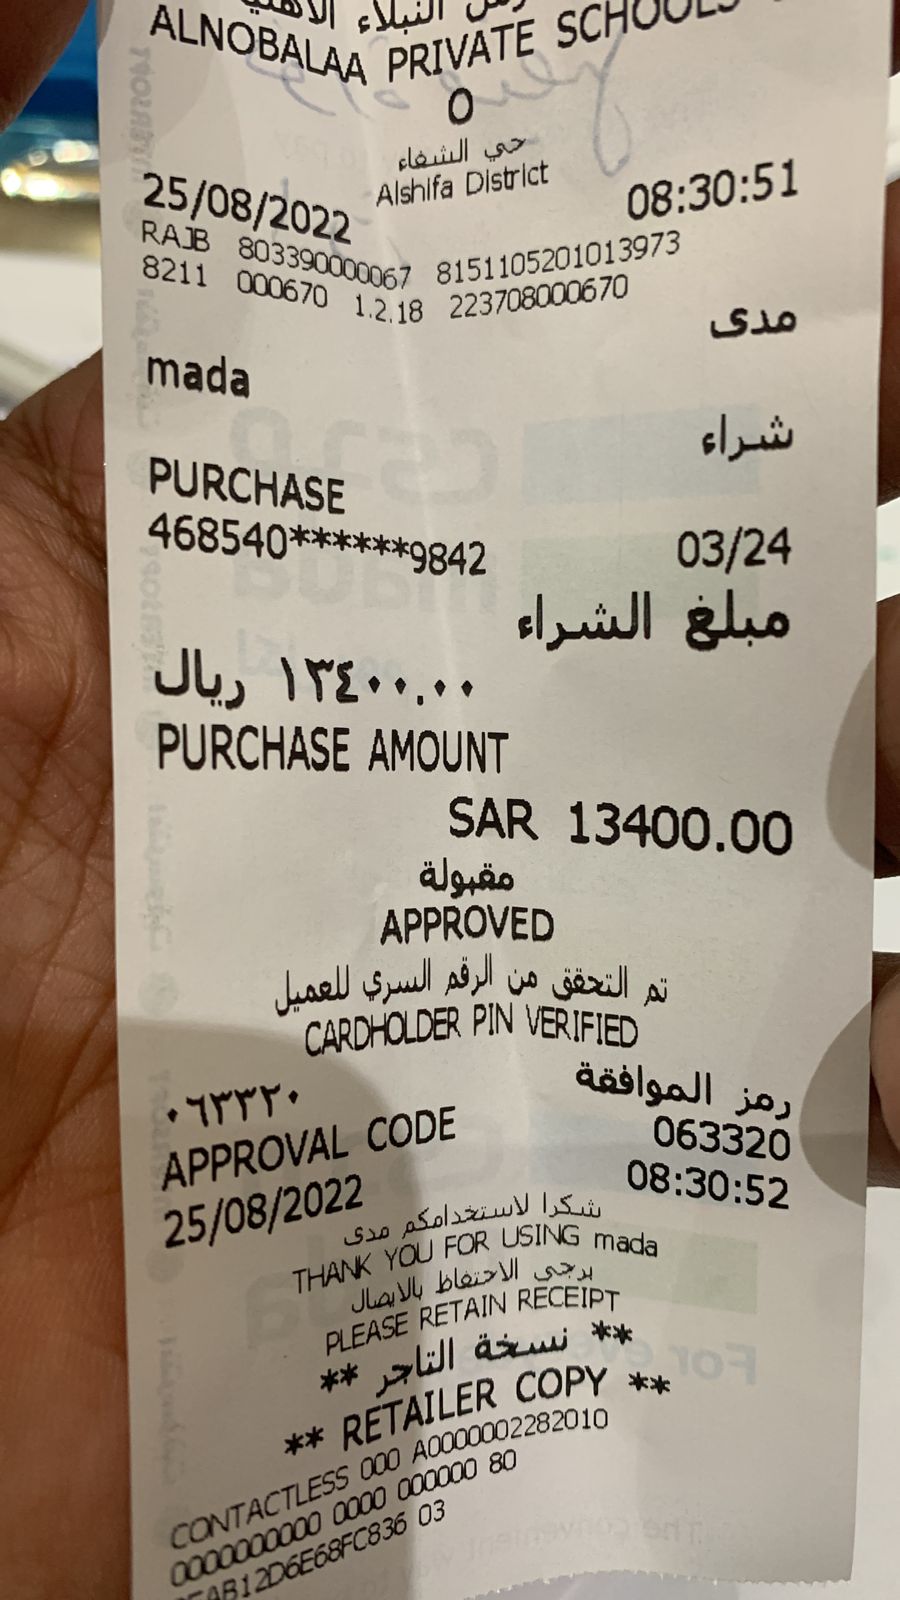 النبلاء الأهلية
ALNOBALAA PRIVATE SCHOOLS
O
حي الشفاء
Alshifa District
25/08/2022 08:30:51
RAJB 803390000067 8151105201013973
8211 000670 1.2.18 223708000670
مدى
mada
شراء
PURCHASE
468540******9842 03/24
مبلغ الشراء
١٣٤٠٠.٠٠ ريال
PURCHASE AMOUNT
SAR 13400.00
مقبولة
APPROVED
تم التحقق من الرقم السري للعميل
CARDHOLDER PIN VERIFIED
رمز الموافقة
٠٦٣٣٢٠ 063320
APPROVAL CODE
25/08/2022 08:30:52
شكرا لاستخدامكم مدى
THANK YOU FOR USING mada
يرجى الاحتفاظ بالايصال
PLEASE RETAIN RECEIPT
** نسخة التاجر **
** RETAILER COPY **
CONTACTLESS 000 A0000002282010
0000000000 0000 000000 80
AB12D6E68FC836 03